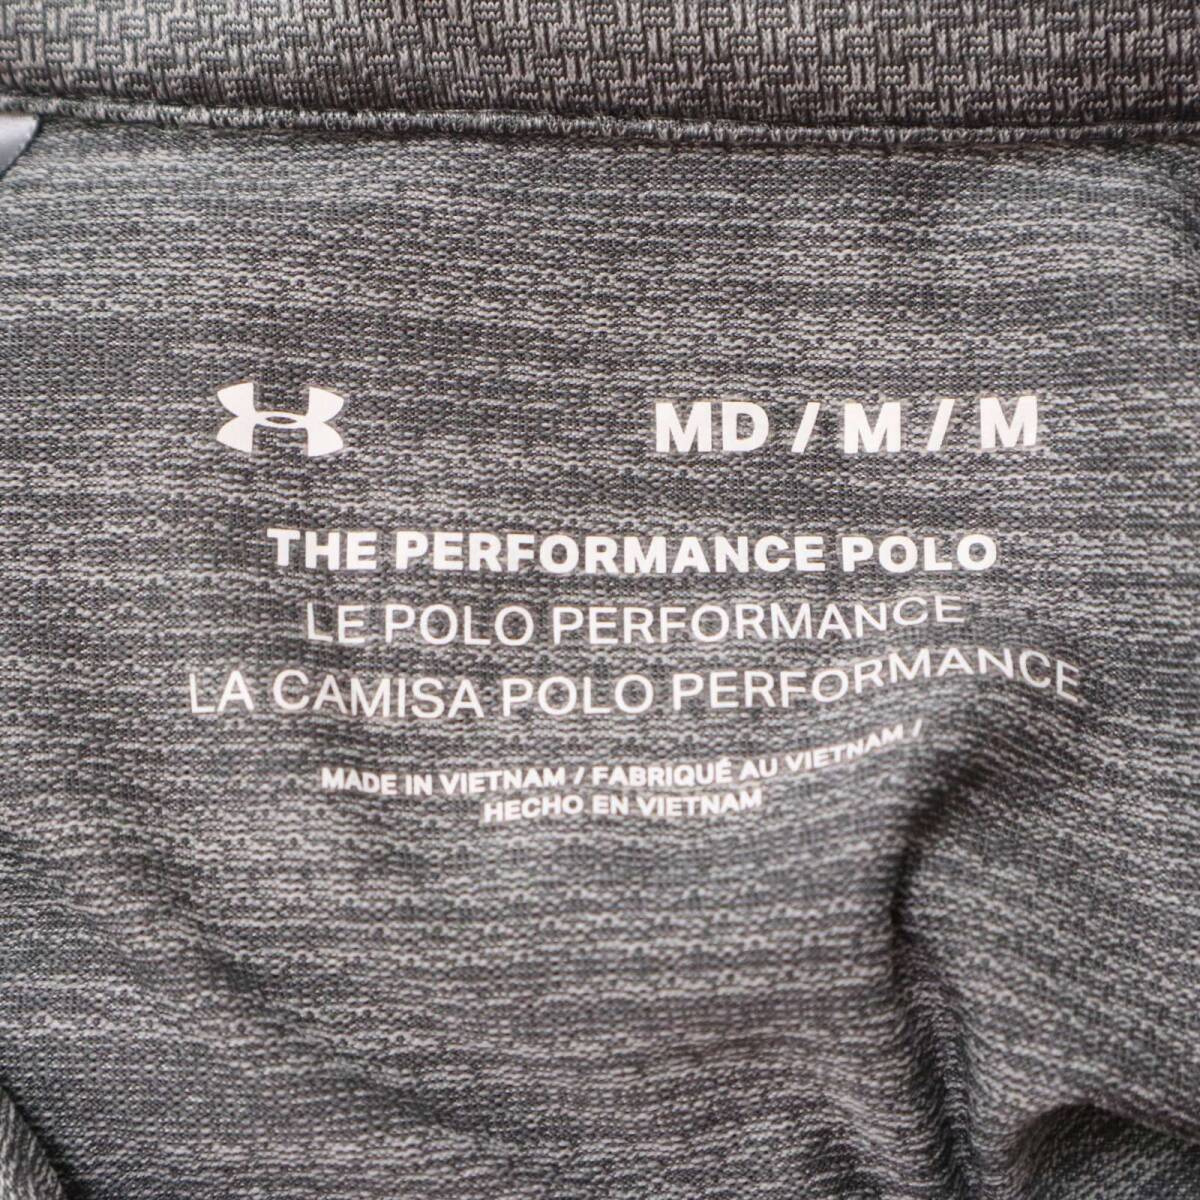 MD / M / M
THE PERFORMANCE POLO
LE POLO PERFORMANCE
LA CAMISA POLO PERFORMANCE
MADE IN VIETNAM / FABRIQUÉ AU VIETNAM /
HECHO EN VIETNAM